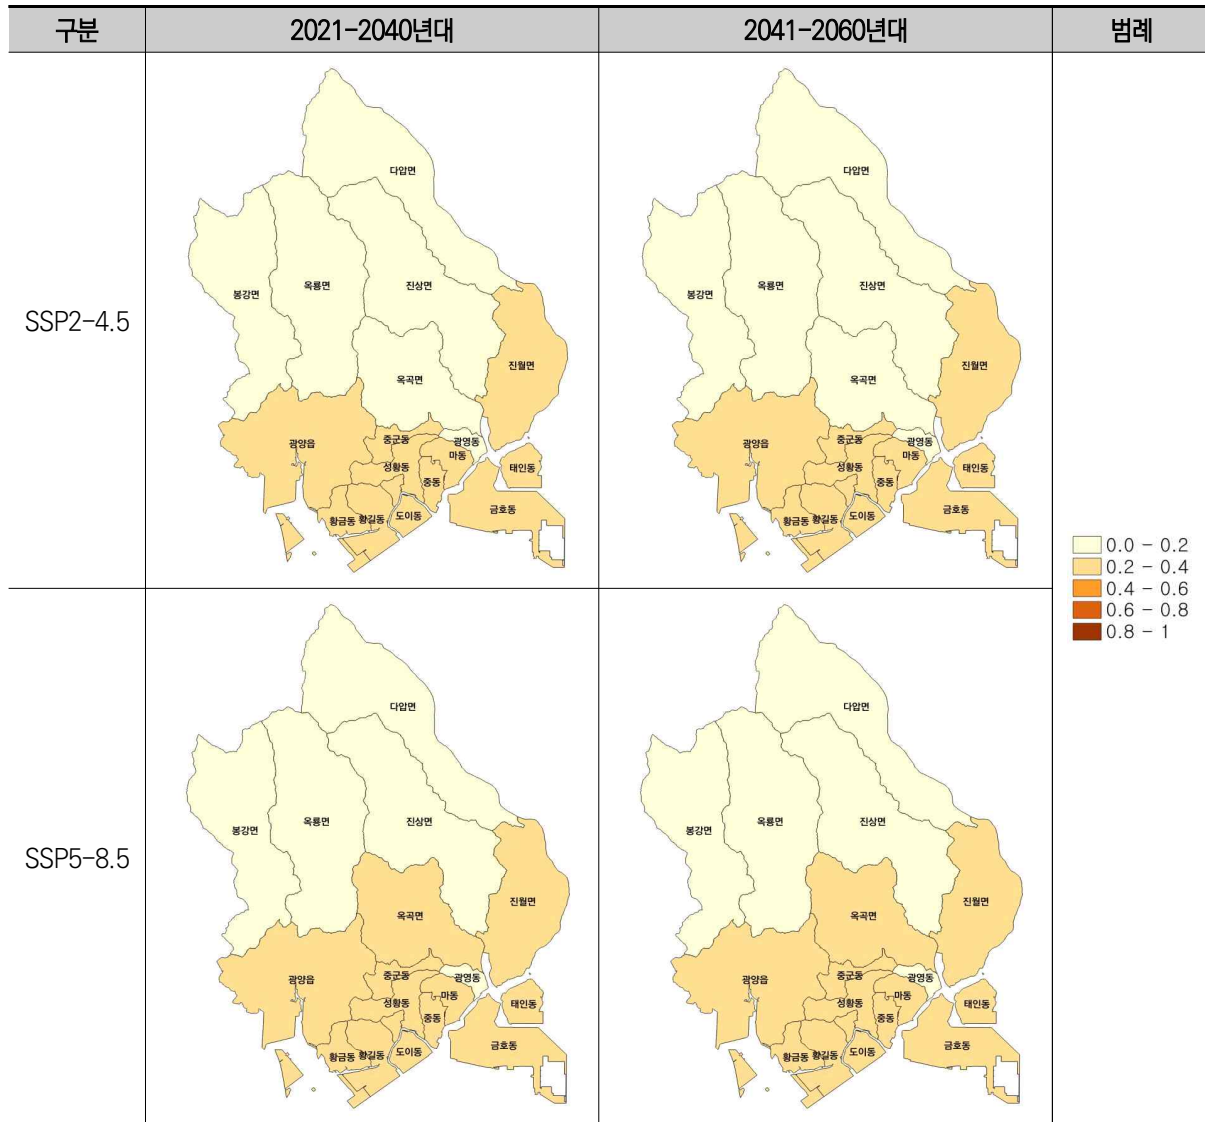 구분 2021-2040년대 2041-2060년대 범례
SSP2-4.5
다압면
봉강면
옥룡면
진상면
진월면
옥곡면
광양읍
중군동
광영동
마동
성황동
중동
태인동
황금동
황길동
도이동
금호동
다압면
봉강면
옥룡면
진상면
진월면
옥곡면
광양읍
중군동
광영동
마동
성황동
중동
태인동
황금동
황길동
도이동
금호동
0.0 - 0.2
0.2 - 0.4
0.4 - 0.6
0.6 - 0.8
0.8 - 1
SSP5-8.5
다압면
봉강면
옥룡면
진상면
진월면
옥곡면
광양읍
중군동
광영동
마동
성황동
중동
태인동
황금동
황길동
도이동
금호동
다압면
봉강면
옥룡면
진상면
진월면
옥곡면
광양읍
중군동
광영동
마동
성황동
중동
태인동
황금동
황길동
도이동
금호동